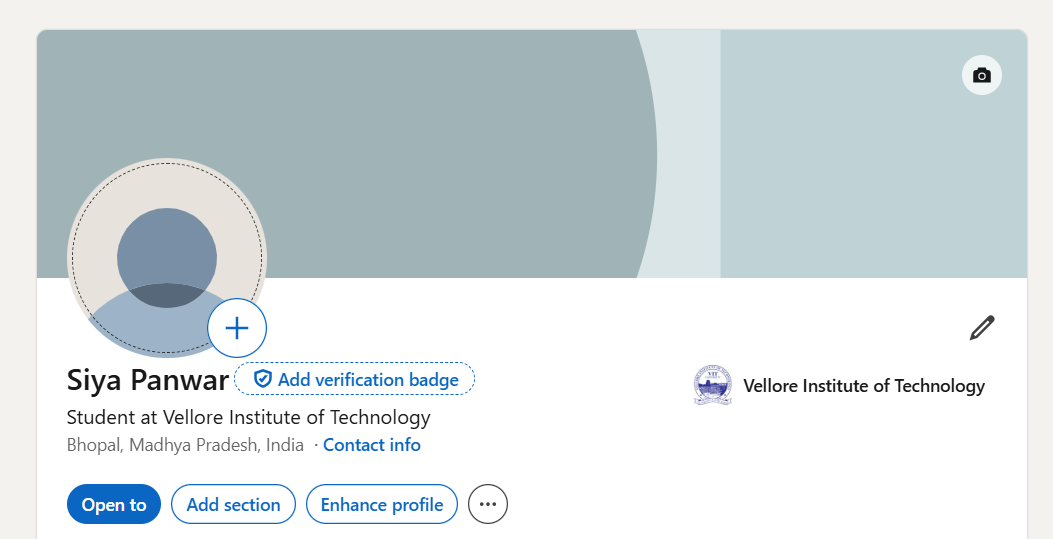 Siya Panwar Add verification badge
Vellore Institute of Technology
Student at Vellore Institute of Technology
Bhopal, Madhya Pradesh, India · Contact info
Open to Add section Enhance profile